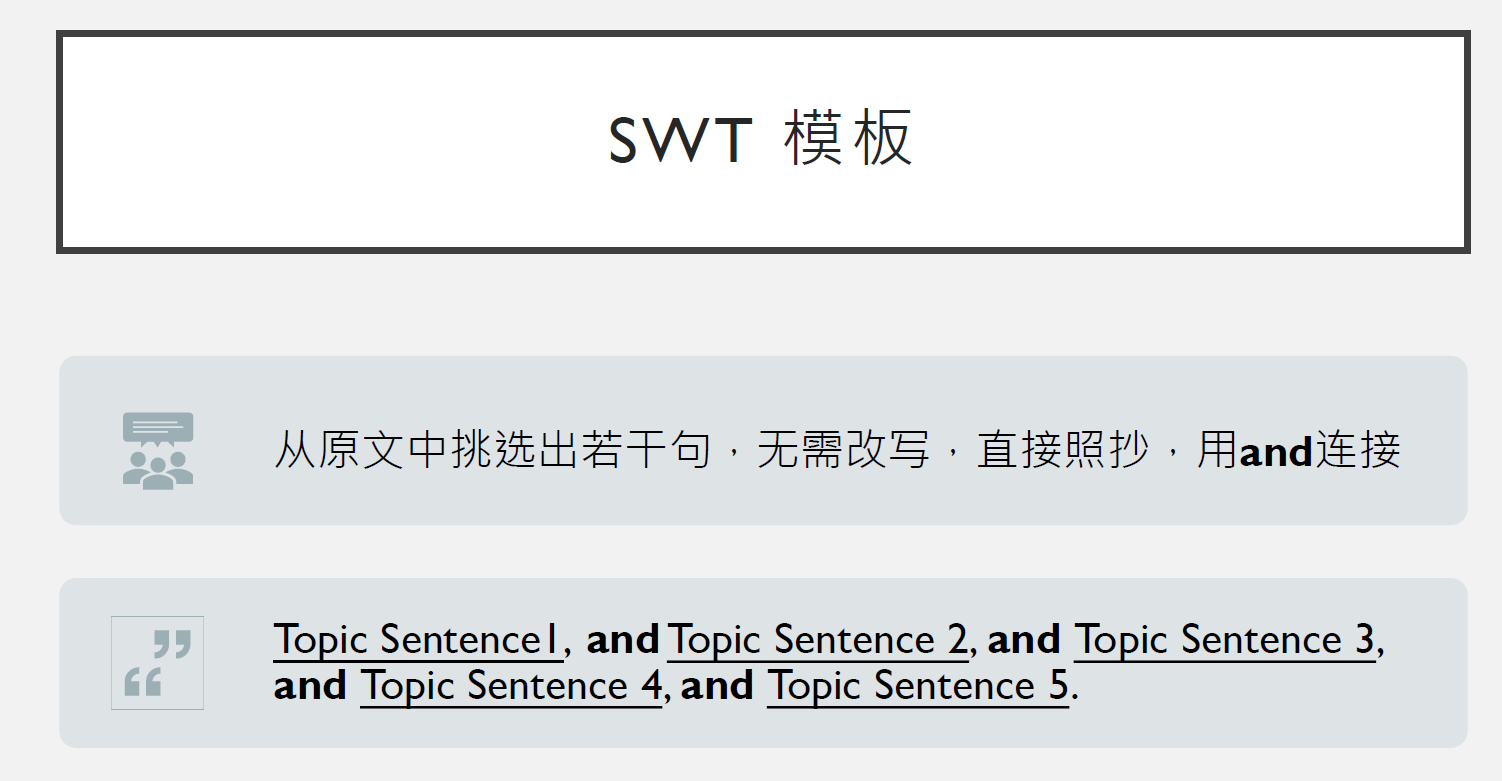 SWT 模板
从原文中挑选出若干句，无需改写，直接照抄，用and连接
Topic Sentence1, and Topic Sentence 2, and Topic Sentence 3,
and Topic Sentence 4, and Topic Sentence 5.